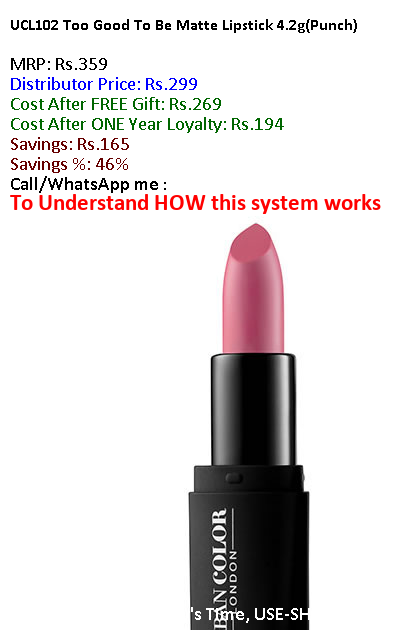 UCL102 Too Good To Be Matte Lipstick 4.2g(Punch)
MRP: Rs.359
Distributor Price: Rs.299
Cost After FREE Gift: Rs.269
Cost After ONE Year Loyalty: Rs.194
Savings: Rs.165
Savings %: 46%
Call/WhatsApp me :
To Understand HOW this system works
BAN COLOR
LONDON
's Time, USE-SH